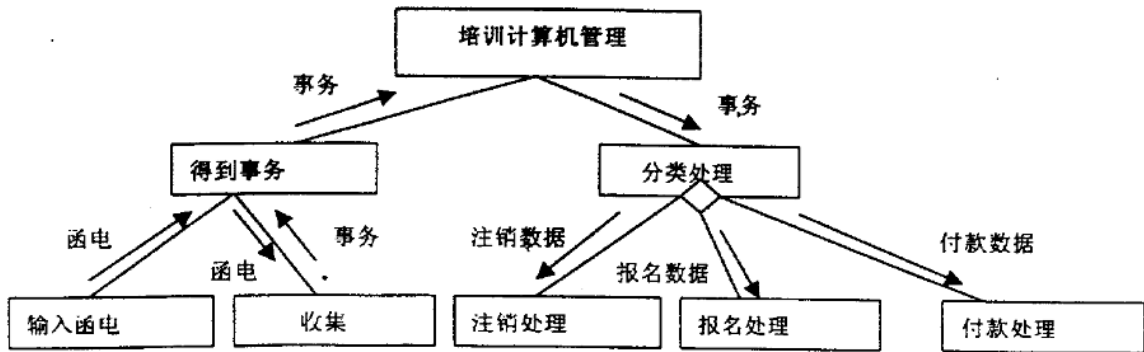 培训计算机管理
事务
事务
得到事务
分类处理
函电
函电
事务
注销数据
报名数据
付款数据
输入函电
收集
注销处理
报名处理
付款处理